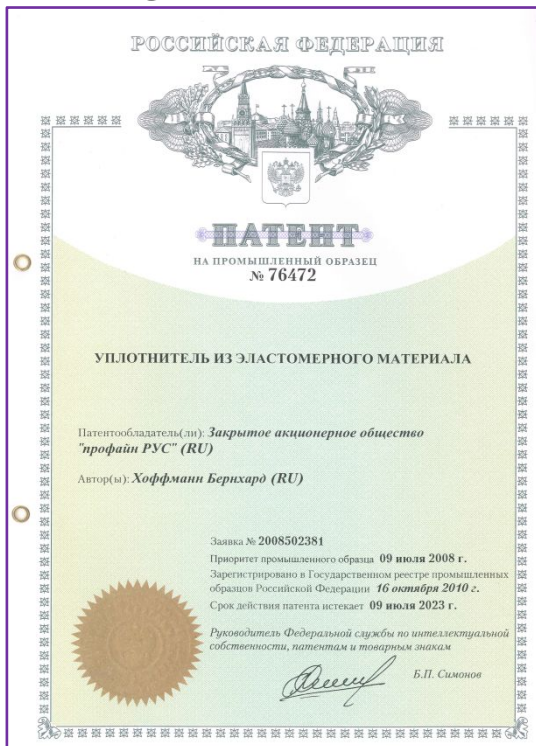 РОССИЙСКАЯ ФЕДЕРАЦИЯ
ПАТЕНТ
НА ПРОМЫШЛЕННЫЙ ОБРАЗЕЦ
№ 76472
УПЛОТНИТЕЛЬ ИЗ ЭЛАСТОМЕРНОГО МАТЕРИАЛА
Патентообладатель(ли): Закрытое акционерное общество
"профайн РУС" (RU)
Автор(ы): Хоффманн Бернхард (RU)
Заявка № 2008502381
Приоритет промышленного образца 09 июля 2008 г.
Зарегистрировано в Государственном реестре промышленных
образцов Российской Федерации 16 октября 2010 г.
Срок действия патента истекает 09 июля 2023 г.
Руководитель Федеральной службы по интеллектуальной
собственности, патентам и товарным знакам
Б.П. Симонов